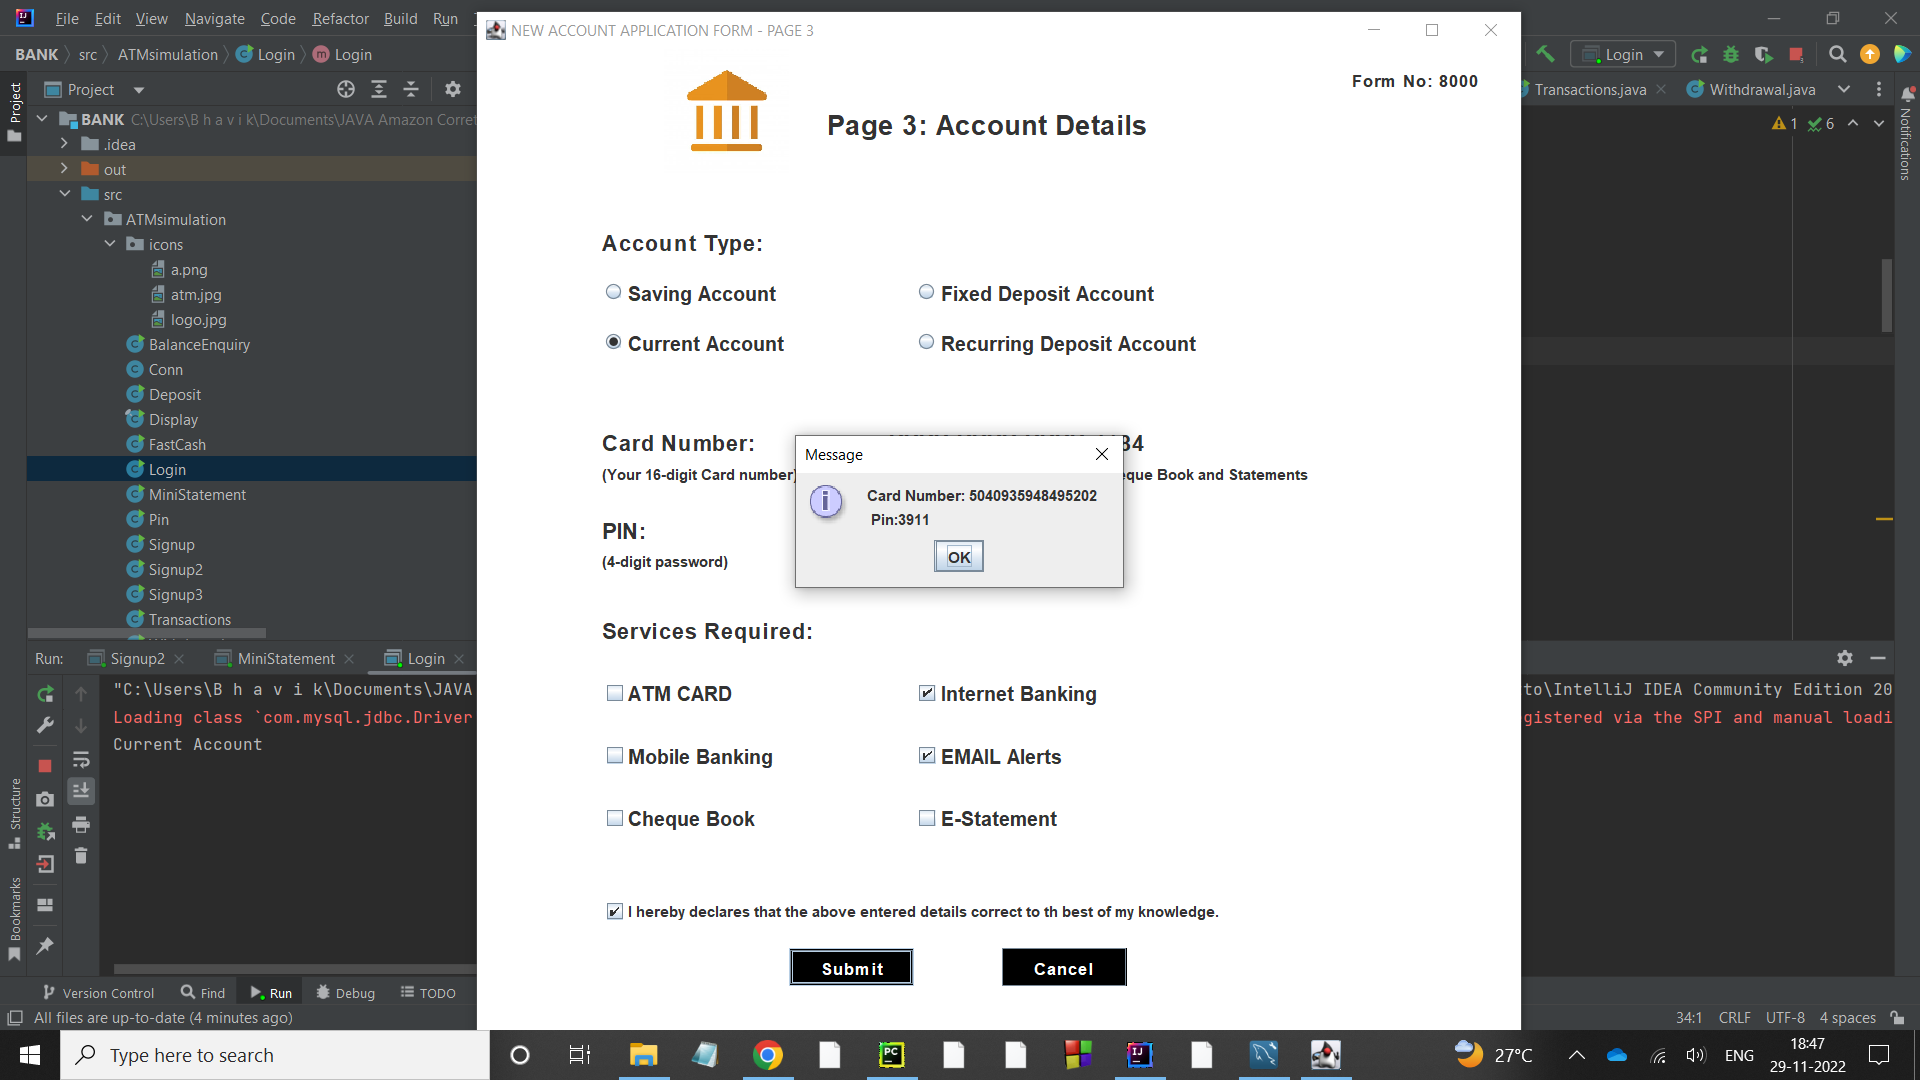 File Edit View Navigate Code Refactor Build Run
NEW ACCOUNT APPLICATION FORM - PAGE 3
BANK src ATMsimulation Login Login
Login
Project
Project
BANK C:\Users\B h a v i k\Documents\JAVA Amazon Corret
.idea
out
src
ATMsimulation
icons
a.png
atm.jpg
logo.jpg
BalanceEnquiry
Conn
Deposit
Display
FastCash
Login
MiniStatement
Pin
Signup
Signup2
Signup3
Transactions
Form No: 8000
Page 3: Account Details
Account Type:
Saving Account Fixed Deposit Account
Current Account Recurring Deposit Account
Card Number: 84
(Your 16-digit Card number) eque Book and Statements
PIN:
(4-digit password)
Message
Card Number: 5040935948495202
Pin:3911
OK
Services Required:
ATM CARD Internet Banking
Mobile Banking EMAIL Alerts
Cheque Book E-Statement
I hereby declares that the above entered details correct to th best of my knowledge.
Submit Cancel
Transactions.java Withdrawal.java
1 6
Notifications
Run: Signup2 MiniStatement Login
"C:\Users\B h a v i k\Documents\JAVA to\IntelliJ IDEA Community Edition 20
Loading class `com.mysql.jdbc.Driver gistered via the SPI and manual loadi
Current Account
Structure
Bookmarks
Version Control Find Run Debug TODO
All files are up-to-date (4 minutes ago) 34:1 CRLF UTF-8 4 spaces
Type here to search
27°C ENG 18:47
29-11-2022